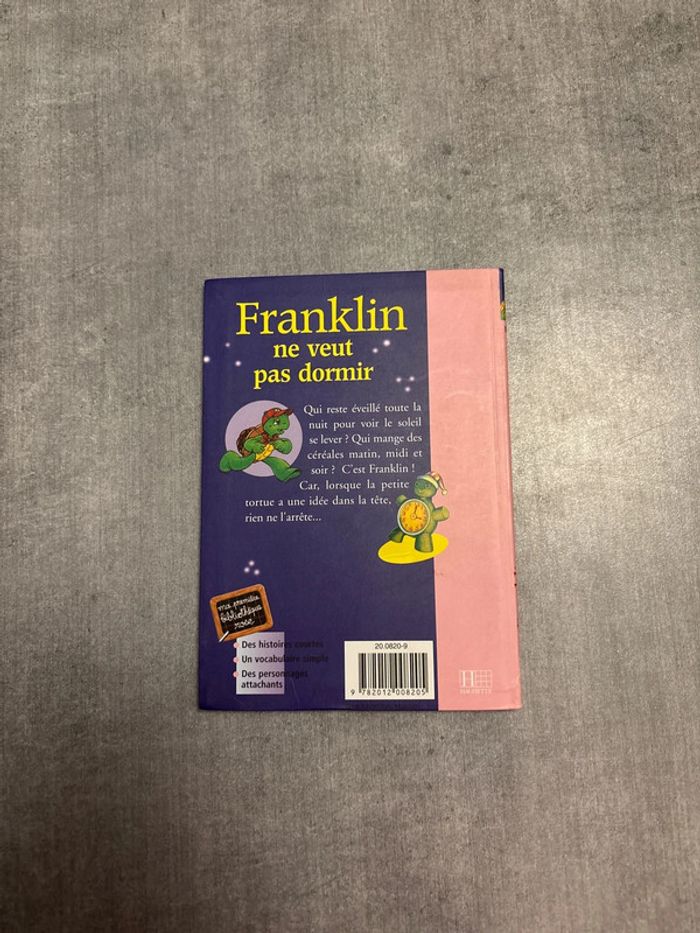 Franklin
ne veut
pas dormir
Qui reste éveillé toute la
nuit pour voir le soleil
se lever ? Qui mange des
céréales matin, midi et
soir ? C'est Franklin !
Car, lorsque la petite
tortue a une idée dans la tête,
rien ne l'arrête...
ma première
bibliothèque
rose
Des histoires courtes
Un vocabulaire simple
Des personnages
attachants
20.0820-9
9 782012 008205
H
HACHETTE